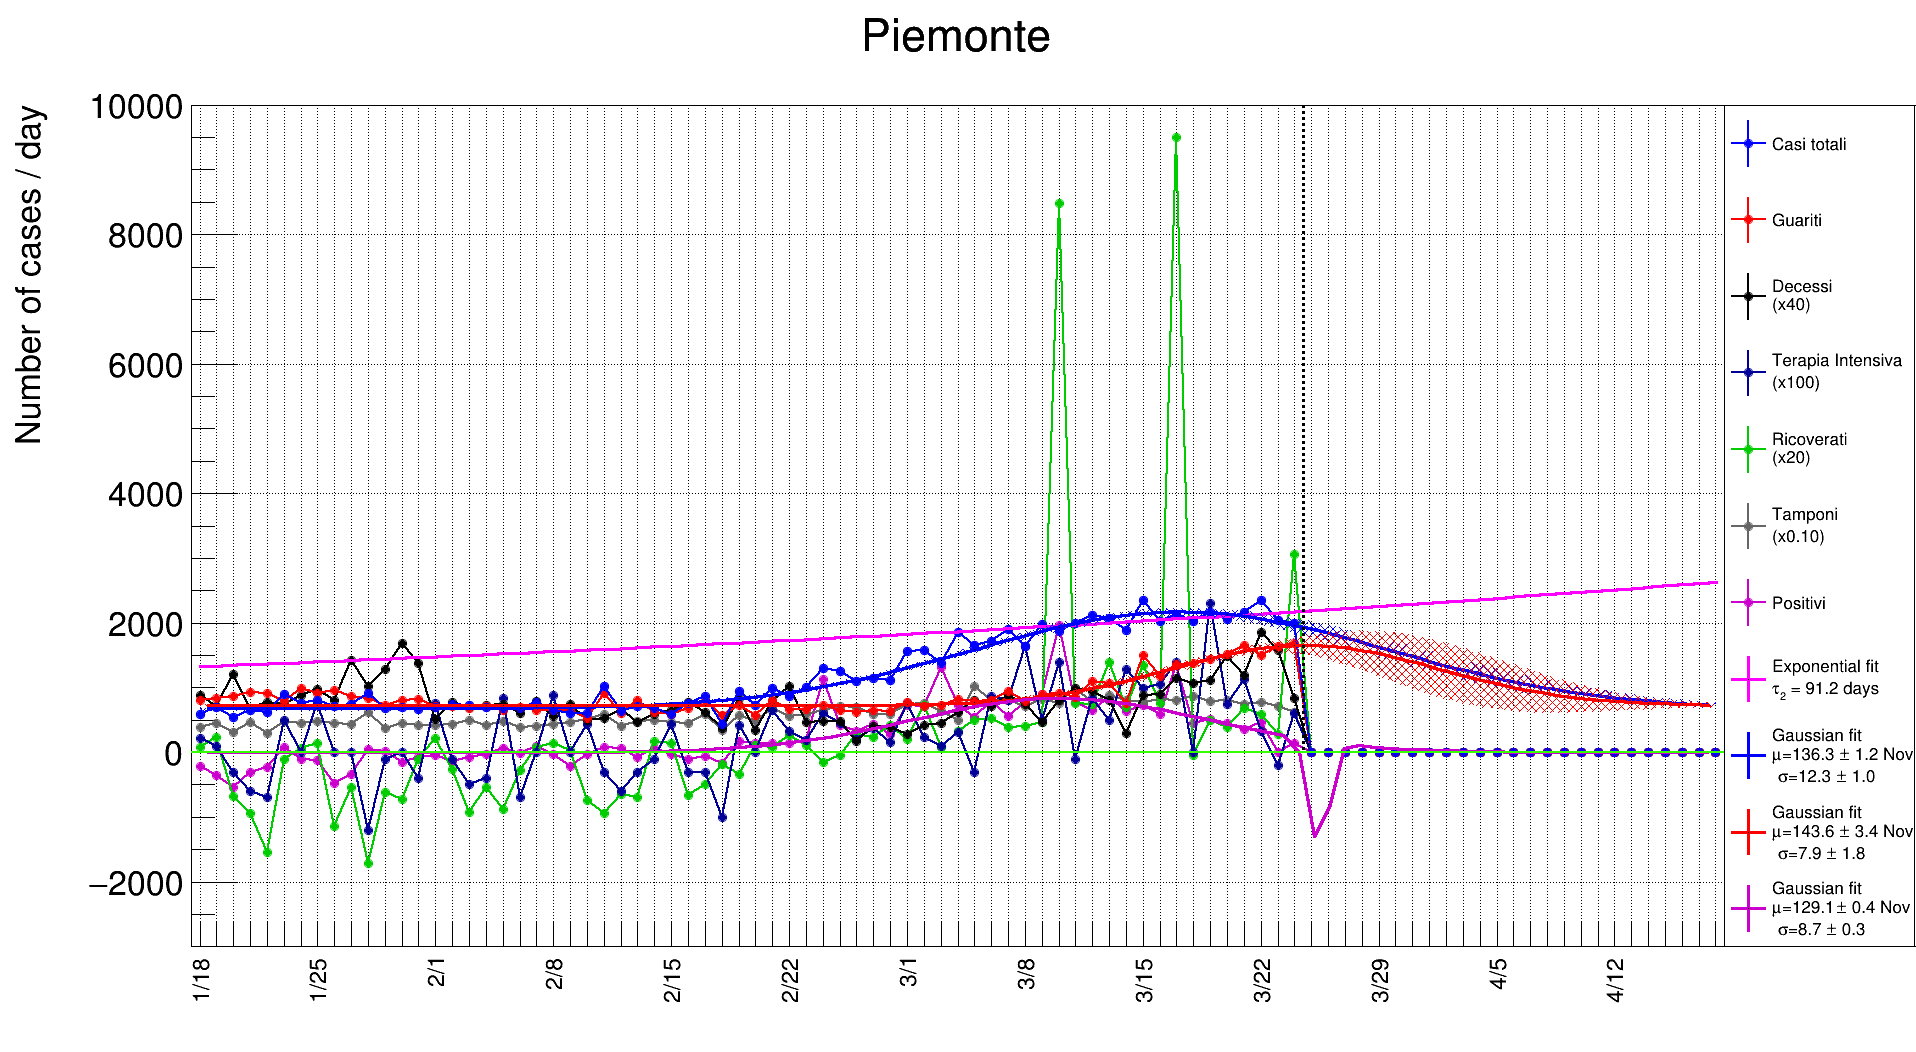 Piemonte
Number of cases / day
10000
8000
6000
4000
2000
0
−2000
1/18
1/25
2/1
2/8
2/15
2/22
3/1
3/8
3/15
3/22
3/29
4/5
4/12
Casi totali
Guariti
Decessi
(x40)
Terapia Intensiva
(x100)
Ricoverati
(x20)
Tamponi
(x0.10)
Positivi
Exponential fit
τ2 = 91.2 days
Gaussian fit
μ=136.3 ± 1.2 Nov
σ=12.3 ± 1.0
Gaussian fit
μ=143.6 ± 3.4 Nov
σ=7.9 ± 1.8
Gaussian fit
μ=129.1 ± 0.4 Nov
σ=8.7 ± 0.3